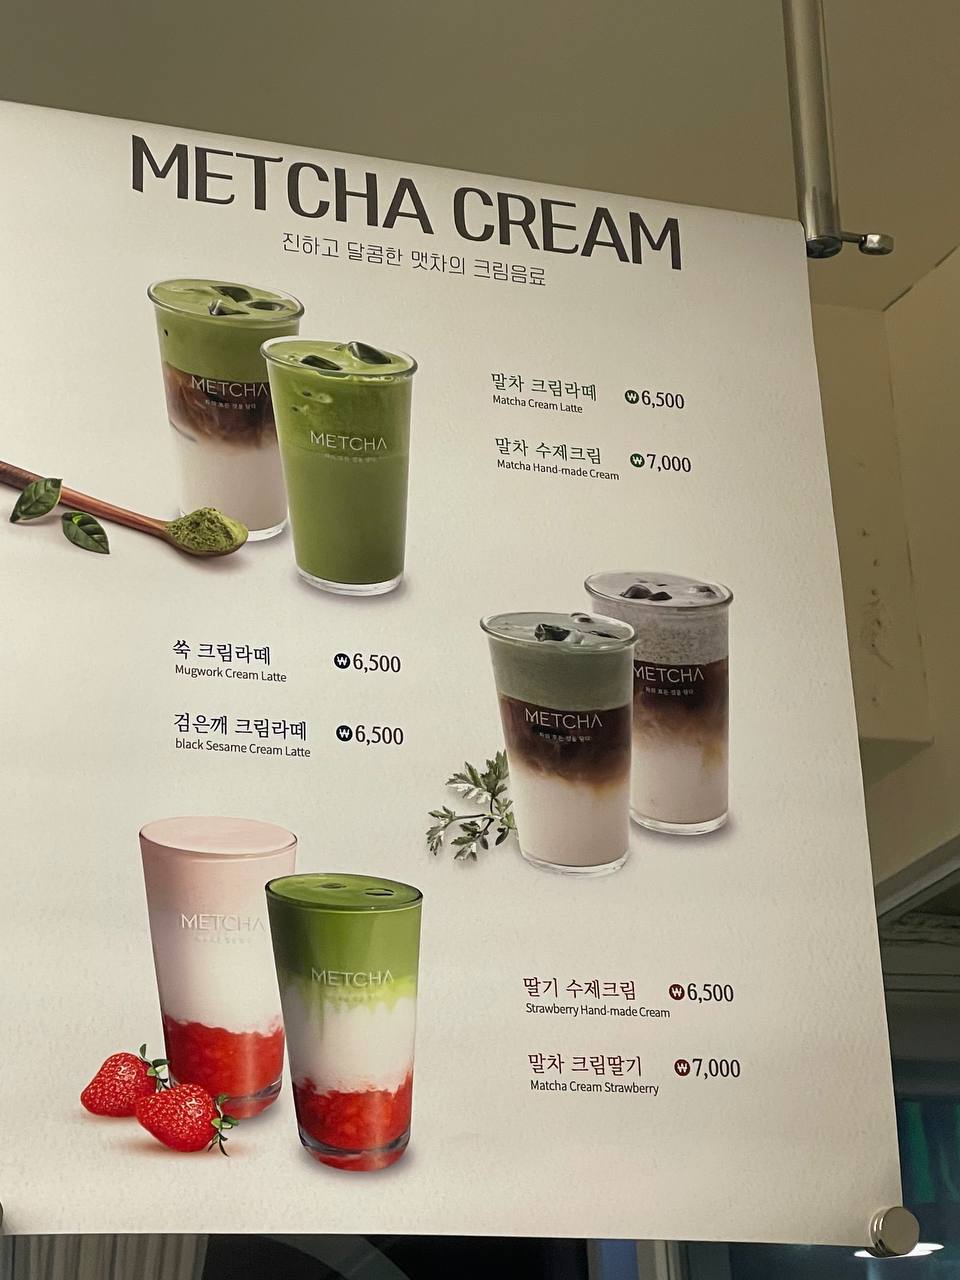 METCHA CREAM
진하고 달콤한 맷차의 크림음료
METCHA
METCHA
말차 크림라떼 ₩6,500
Matcha Cream Latte
말차 수제크림 ₩7,000
Matcha Hand-made Cream
쑥 크림라떼 ₩6,500
Mugwork Cream Latte
검은깨 크림라떼 ₩6,500
black Sesame Cream Latte
METCHA
METCHA
METCHA
METCHA
딸기 수제크림 ₩6,500
Strawberry Hand-made Cream
말차 크림딸기 ₩7,000
Matcha Cream Strawberry